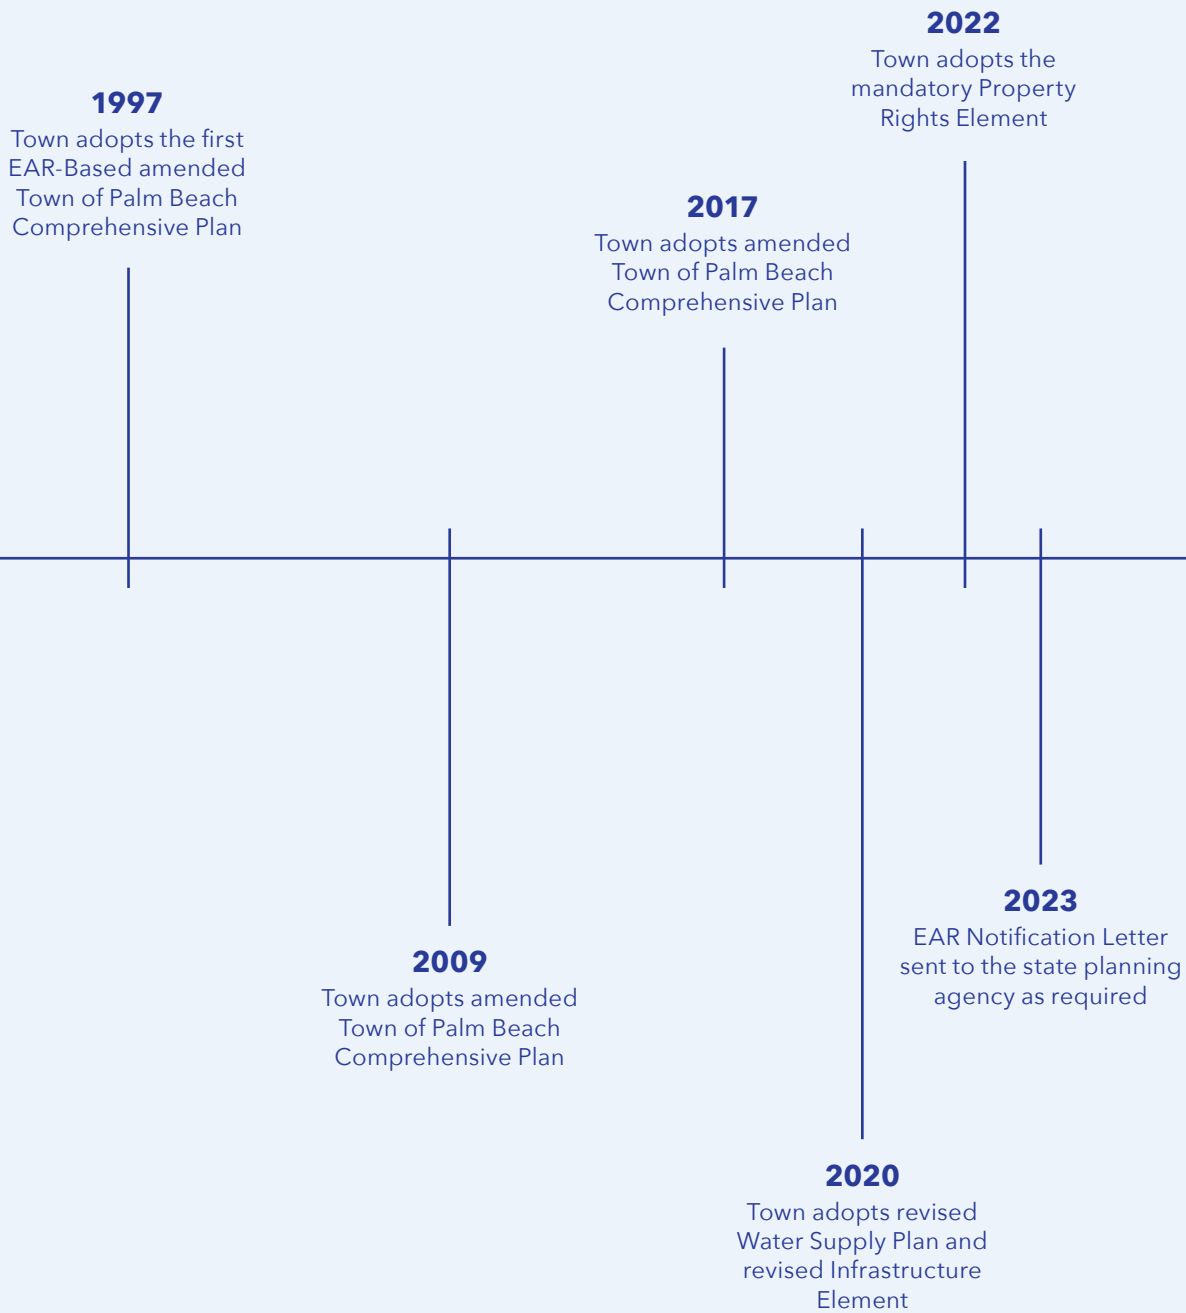 1997
Town adopts the first
EAR-Based amended
Town of Palm Beach
Comprehensive Plan
2009
Town adopts amended
Town of Palm Beach
Comprehensive Plan
2017
Town adopts amended
Town of Palm Beach
Comprehensive Plan
2020
Town adopts revised
Water Supply Plan and
revised Infrastructure
Element
2022
Town adopts the
mandatory Property
Rights Element
2023
EAR Notification Letter
sent to the state planning
agency as required